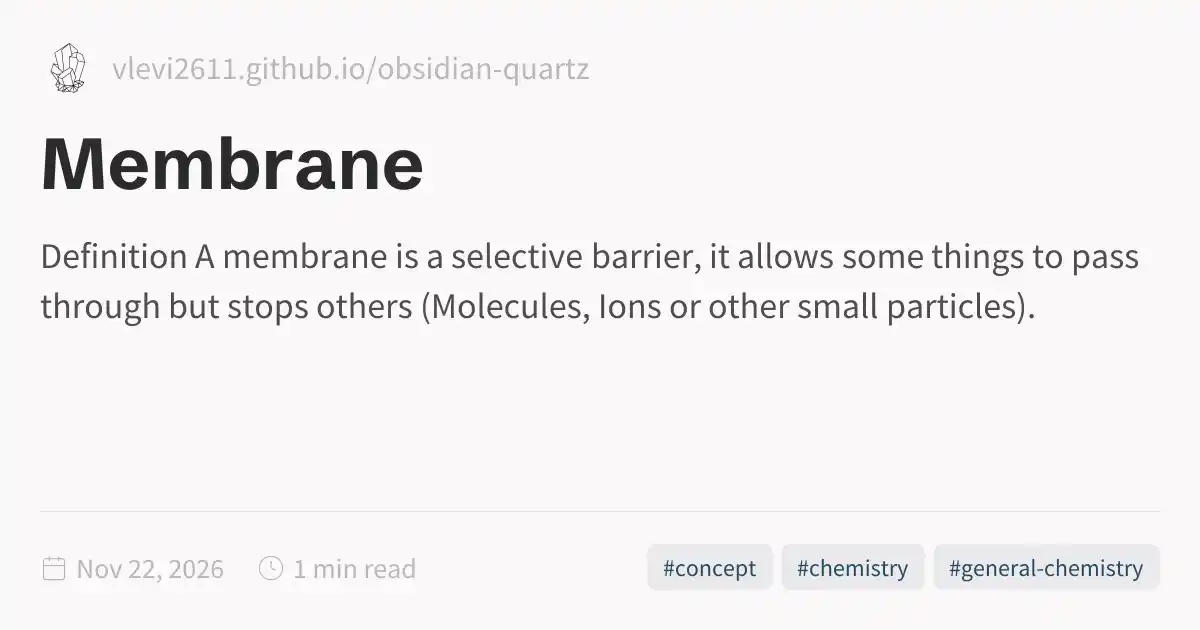 vlevi2611.github.io/obsidian-quartz
Membrane
Definition A membrane is a selective barrier, it allows some things to pass
through but stops others (Molecules, Ions or other small particles).
Nov 22, 2026 1 min read #concept #chemistry #general-chemistry